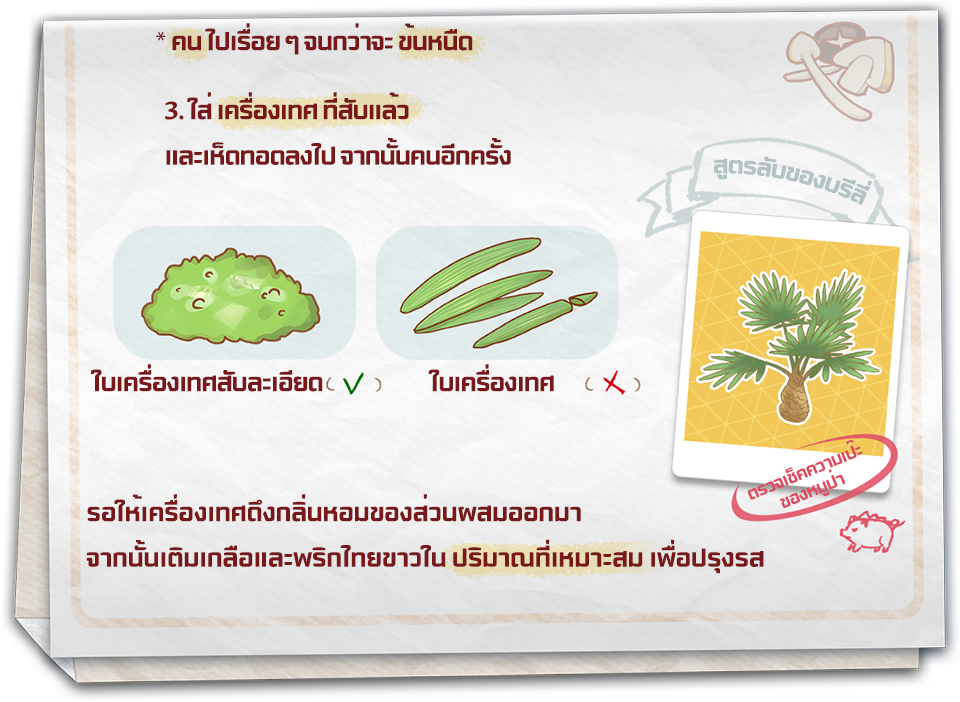 * คน ไปเรื่อย ๆ จนกว่าจะ ข้นหนืด
3. ใส่ เครื่องเทศ ที่สับแล้ว
และเห็ดทอดลงไป จากนั้นคนอีกครั้ง
สูตรลับของบรีลี่
ใบเครื่องเทศสับละเอียด ( ✓ )
ใบเครื่องเทศ ( ✗ )
ตรวจเช็คความเป๊ะ
ของหมูป่า
รอให้เครื่องเทศดึงกลิ่นหอมของส่วนผสมออกมา
จากนั้นเติมเกลือและพริกไทยขาวใน ปริมาณที่เหมาะสม เพื่อปรุงรส